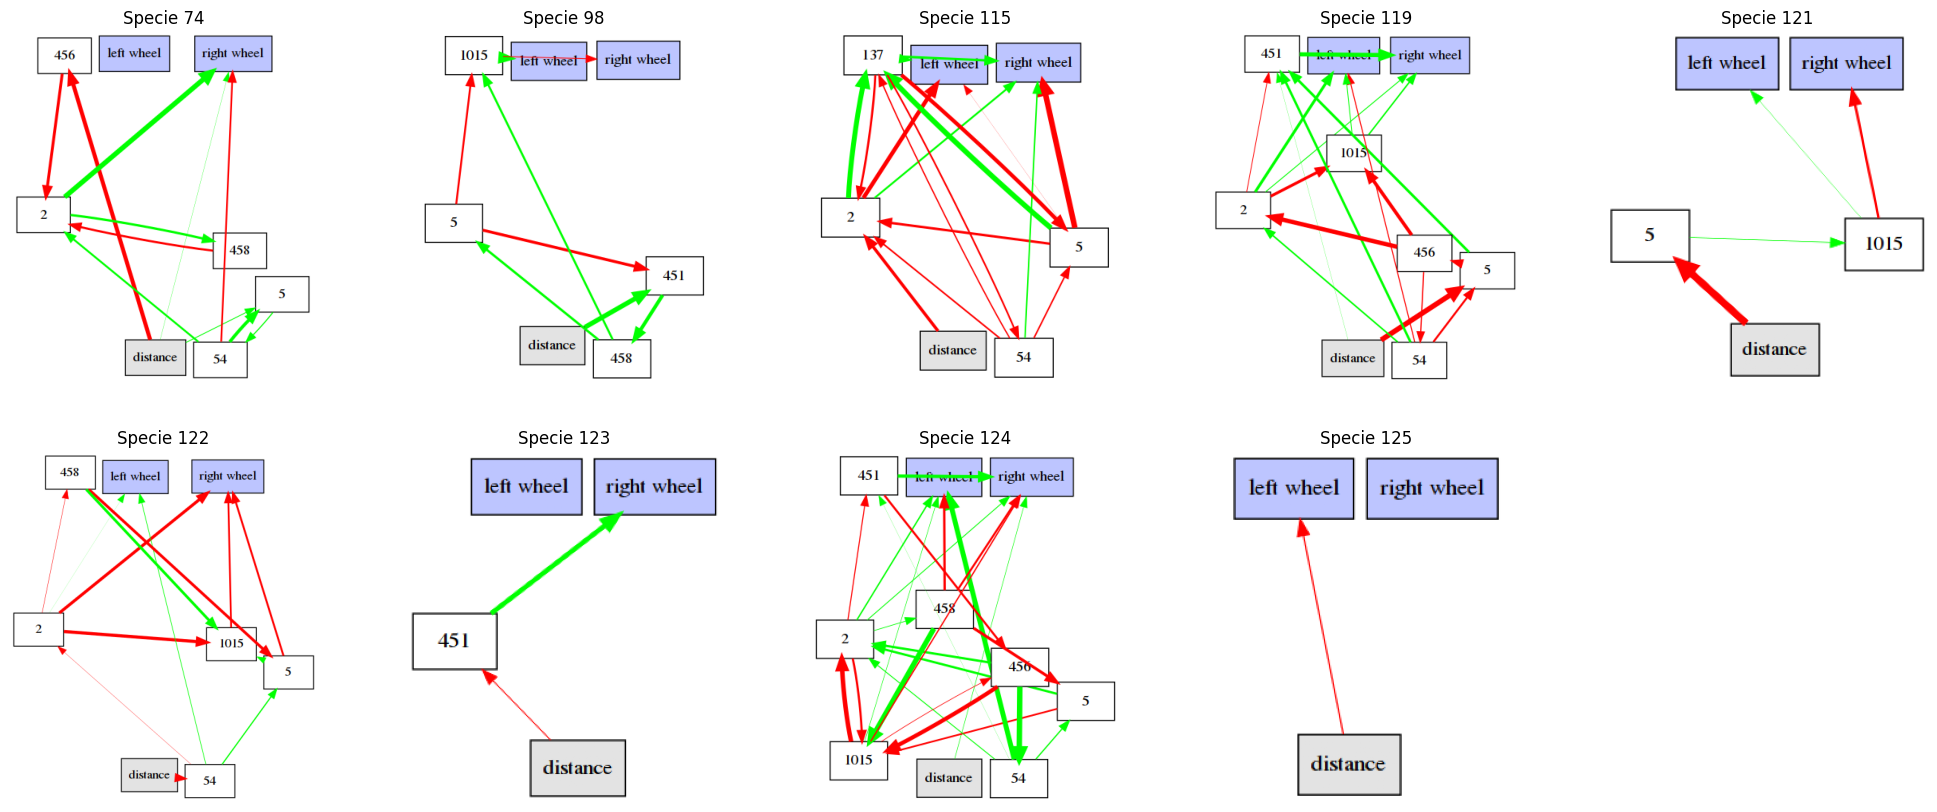 Specie 74
456
left wheel
right wheel
2
458
5
distance
54
Specie 98
1015
left wheel
right wheel
5
451
distance
458
Specie 115
137
left wheel
right wheel
2
5
distance
54
Specie 119
451
left wheel
right wheel
1015
2
456
5
distance
54
Specie 121
left wheel
right wheel
5
1015
distance
Specie 122
458
left wheel
right wheel
2
1015
5
distance
54
Specie 123
left wheel
right wheel
451
distance
Specie 124
451
left wheel
right wheel
458
2
456
5
1015
distance
54
Specie 125
left wheel
right wheel
distance